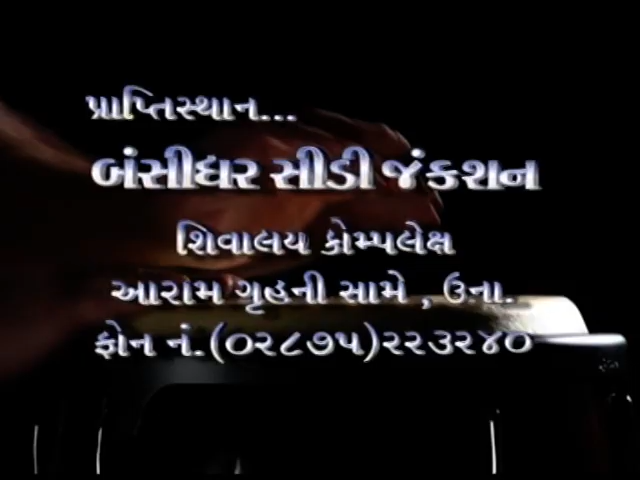 પ્રાપ્તિસ્થાન...
બંસીધર સીડી જંકશન
શિવાલય કોમ્પલેક્ષ
આરામ ગૃહની સામે , ઉના.
ફોન નં.(૦૨૮૭૫)૨૨૩૨૪૦